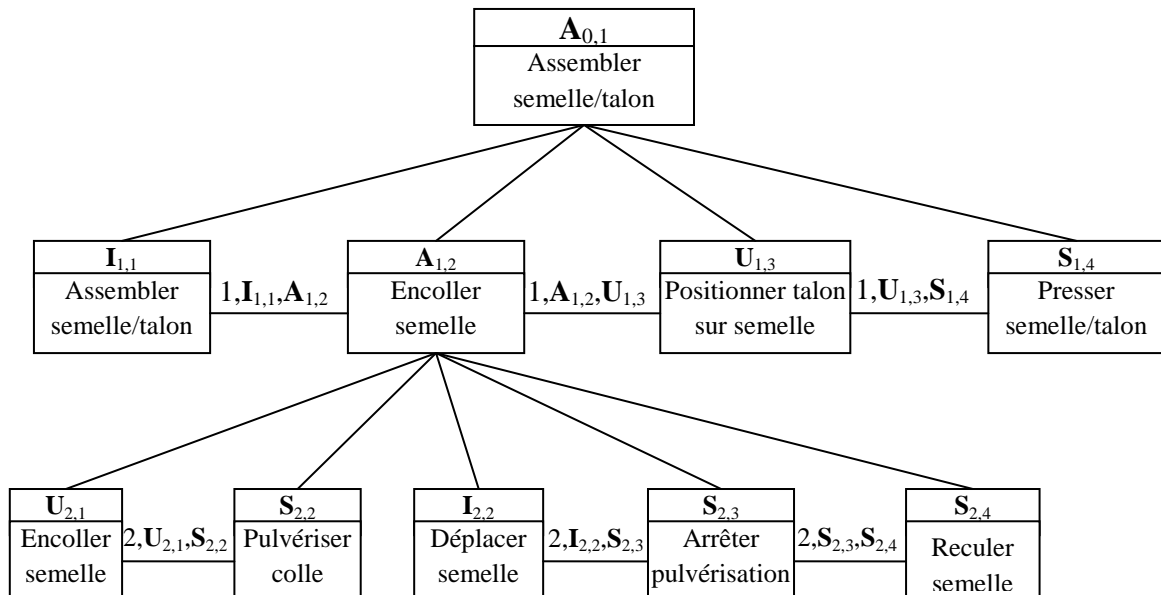 A0,1
Assembler
semelle/talon
I1,1
Assembler
semelle/talon
1,I1,1,A1,2
A1,2
Encoller
semelle
1,A1,2,U1,3
U1,3
Positionner talon
sur semelle
1,U1,3,S1,4
S1,4
Presser
semelle/talon
U2,1
Encoller
semelle
2,U2,1,S2,2
S2,2
Pulvériser
colle
I2,2
Déplacer
semelle
2,I2,2,S2,3
S2,3
Arrêter
pulvérisation
2,S2,3,S2,4
S2,4
Reculer
semelle